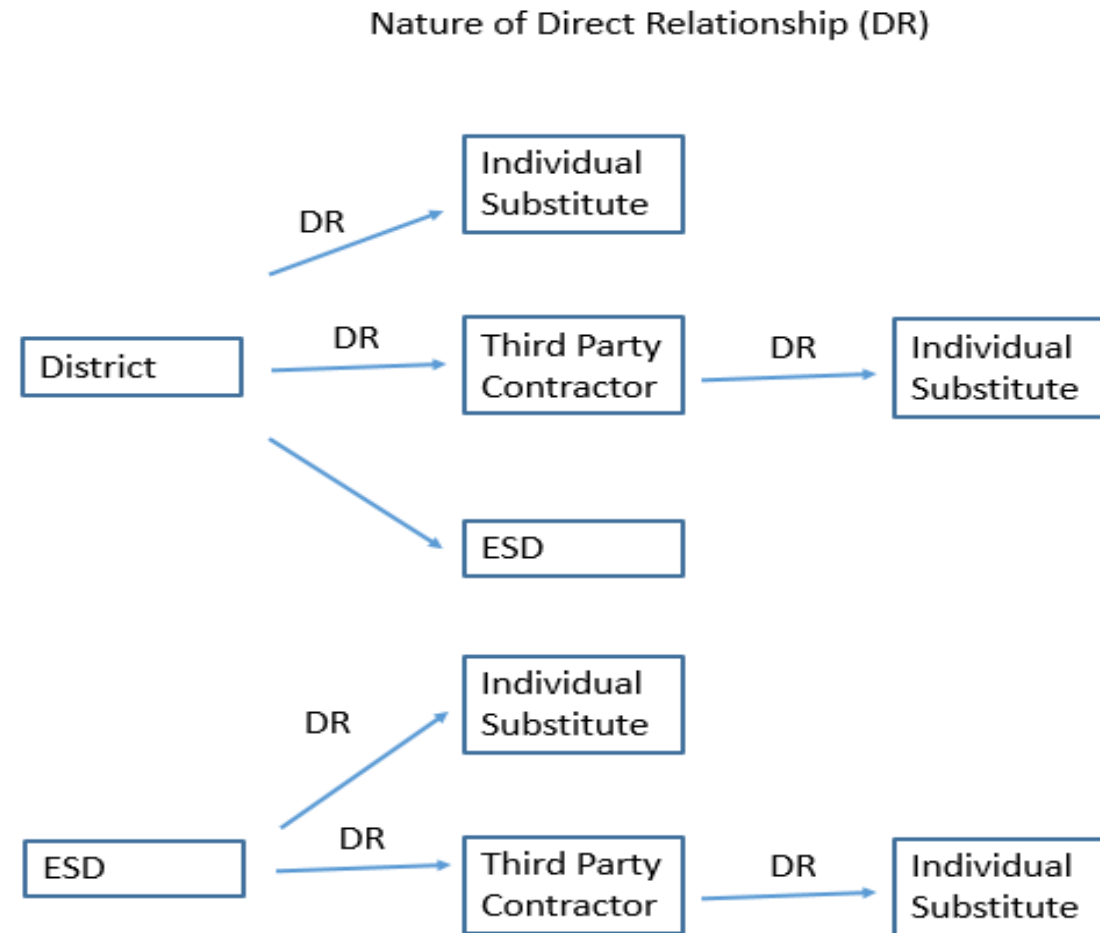 Nature of Direct Relationship (DR)
Individual
Substitute
DR
DR
Third Party
Contractor
DR
Individual
Substitute
District
ESD
Individual
Substitute
DR
DR
Third Party
Contractor
DR
Individual
Substitute
ESD